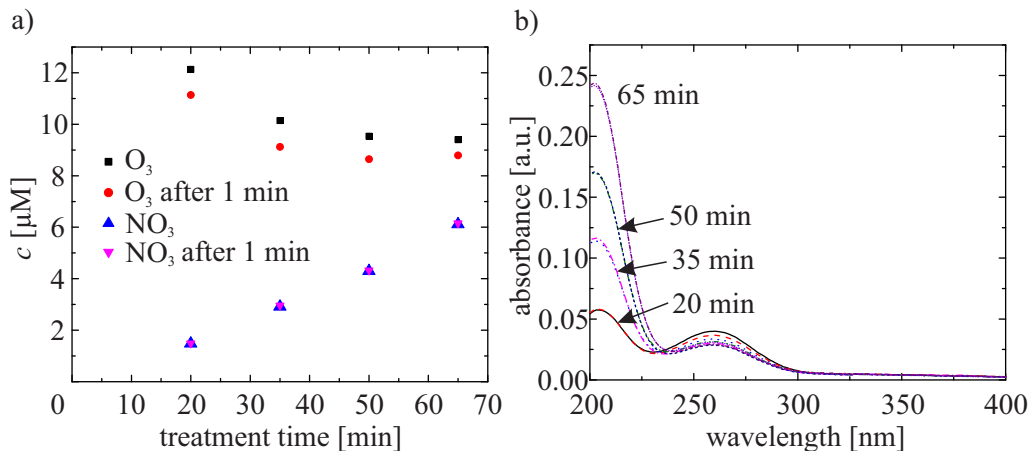 a)
12
10
8
6
4
2
c [µM]
O₃
O₃ after 1 min
NO₃
NO₃ after 1 min
0 10 20 30 40 50 60 70
treatment time [min]
b)
0.25
0.20
0.15
0.10
0.05
0.00
absorbance [a.u.]
65 min
50 min
35 min
20 min
200 250 300 350 400
wavelength [nm]